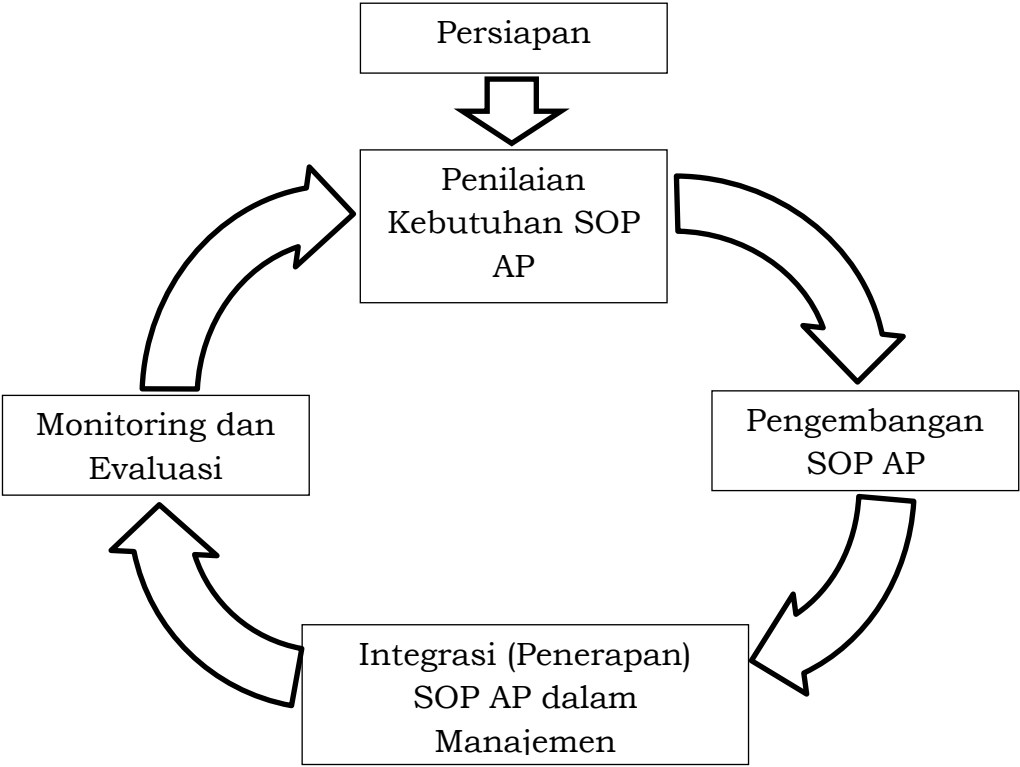 Persiapan
Penilaian
Kebutuhan SOP
AP
Pengembangan
SOP AP
Monitoring dan
Evaluasi
Integrasi (Penerapan)
SOP AP dalam
Manajemen